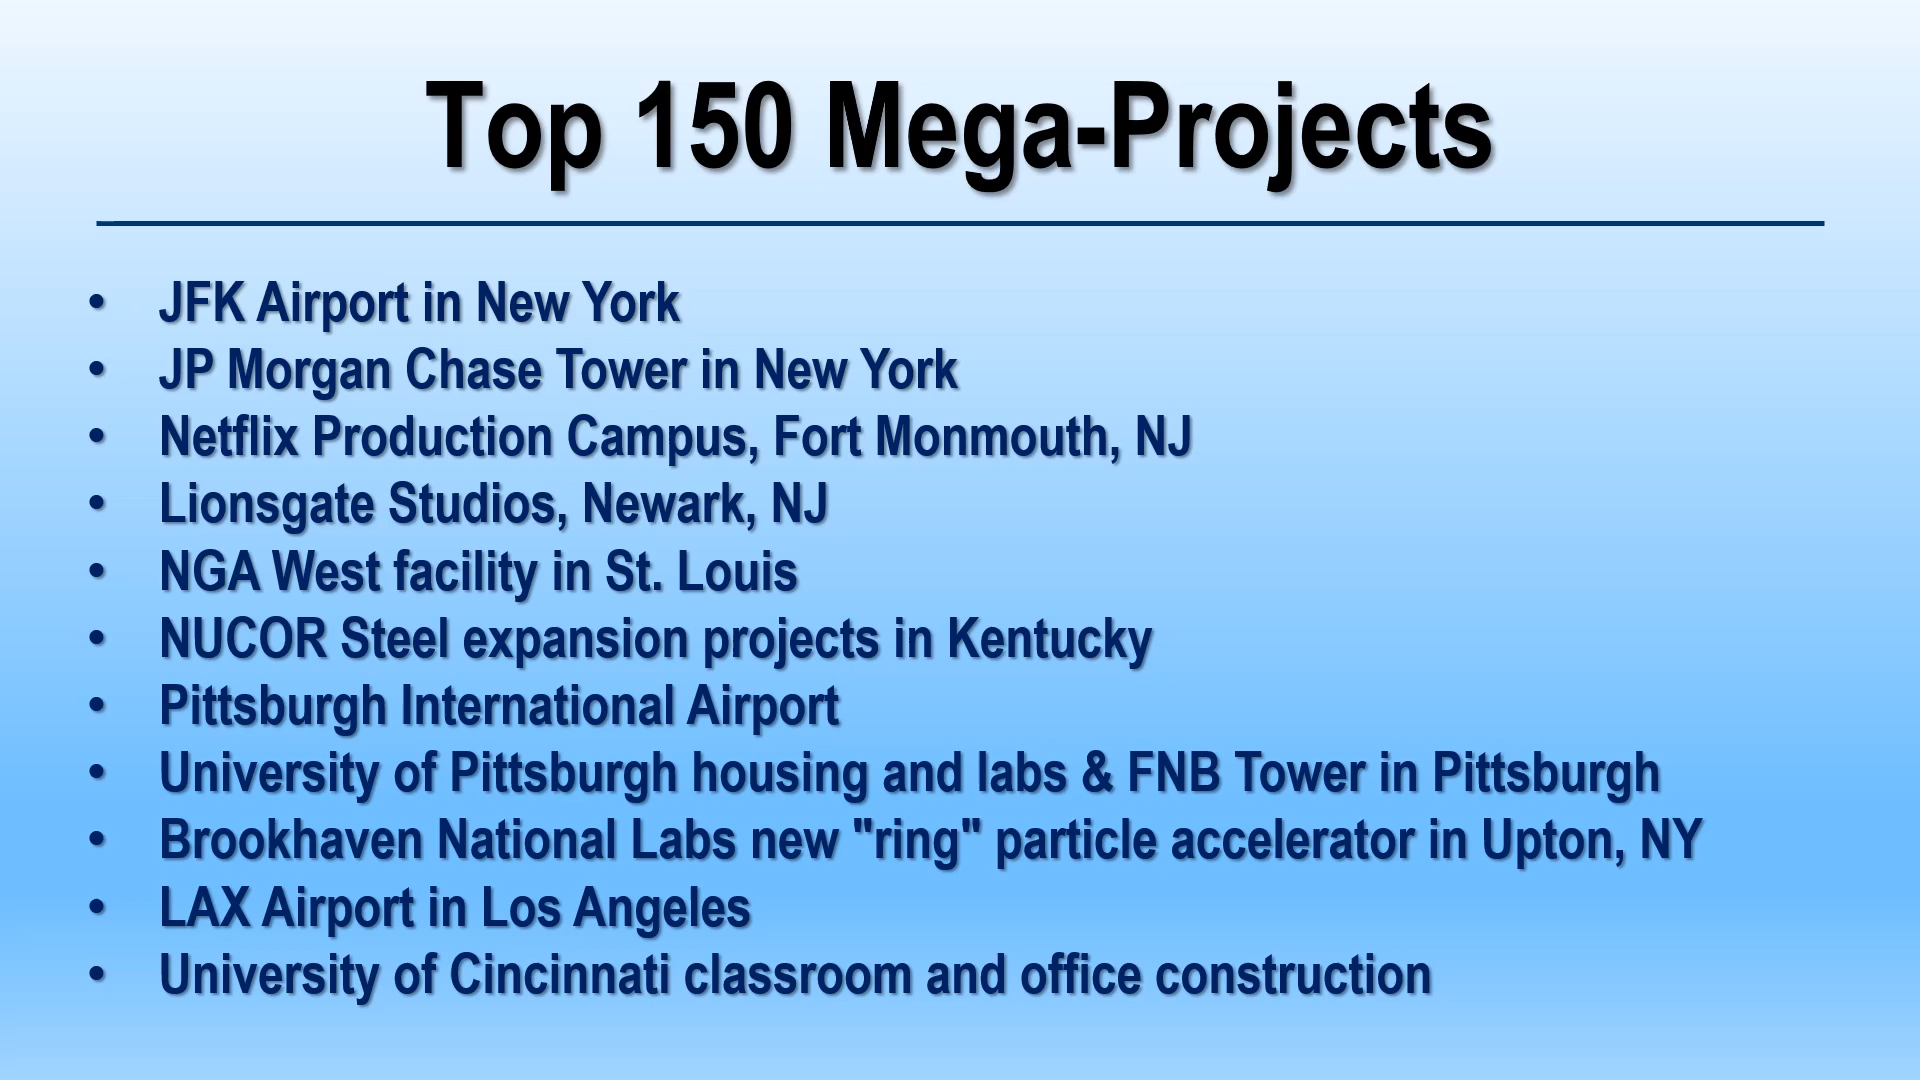 Top 150 Mega-Projects
• JFK Airport in New York
• JP Morgan Chase Tower in New York
• Netflix Production Campus, Fort Monmouth, NJ
• Lionsgate Studios, Newark, NJ
• NGA West facility in St. Louis
• NUCOR Steel expansion projects in Kentucky
• Pittsburgh International Airport
• University of Pittsburgh housing and labs & FNB Tower in Pittsburgh
• Brookhaven National Labs new "ring" particle accelerator in Upton, NY
• LAX Airport in Los Angeles
• University of Cincinnati classroom and office construction